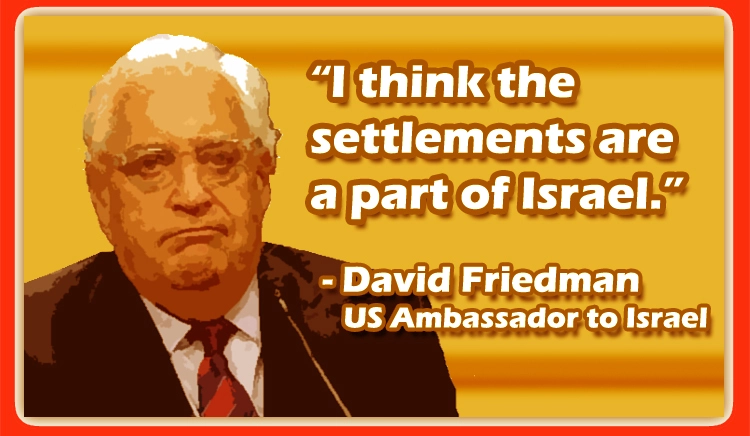 “I think the
settlements are
a part of Israel.”
- David Friedman
US Ambassador to Israel